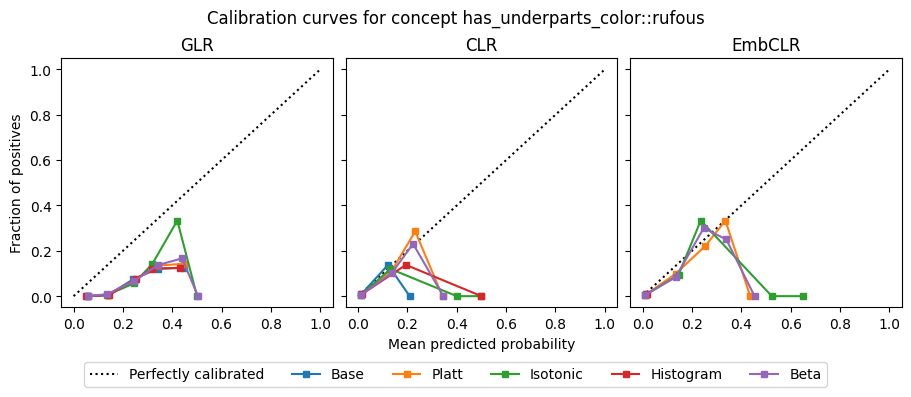 Calibration curves for concept has_underparts_color::rufous
GLR
CLR
EmbCLR
Fraction of positives
1.0
0.8
0.6
0.4
0.2
0.0
0.0 0.2 0.4 0.6 0.8 1.0
0.0 0.2 0.4 0.6 0.8 1.0
0.0 0.2 0.4 0.6 0.8 1.0
Mean predicted probability
Perfectly calibrated Base Platt Isotonic Histogram Beta